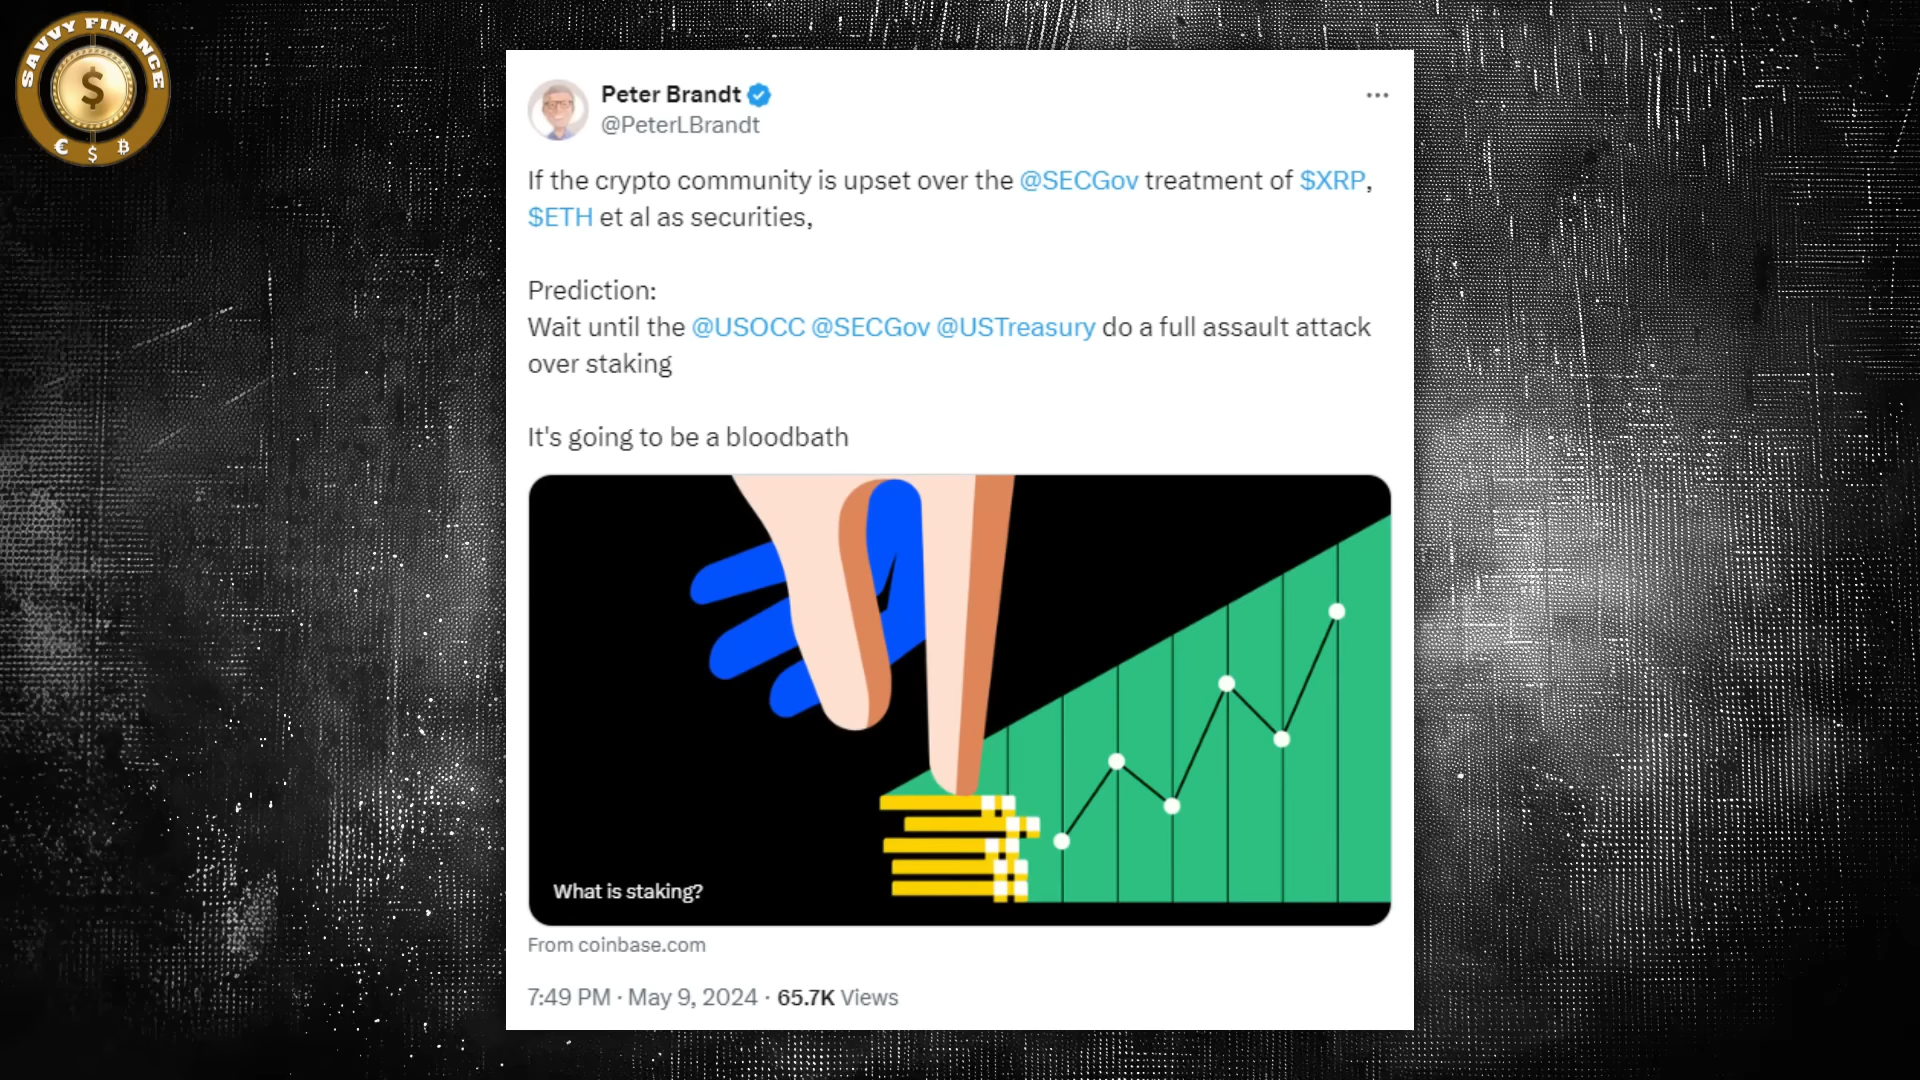 SAVVY FINANCE
$
€ $ ₿
Peter Brandt
@PeterLBrandt
If the crypto community is upset over the @SECGov treatment of $XRP,
$ETH et al as securities,
Prediction:
Wait until the @USOCC @SECGov @USTreasury do a full assault attack
over staking
It's going to be a bloodbath
What is staking?
From coinbase.com
7:49 PM · May 9, 2024 · 65.7K Views